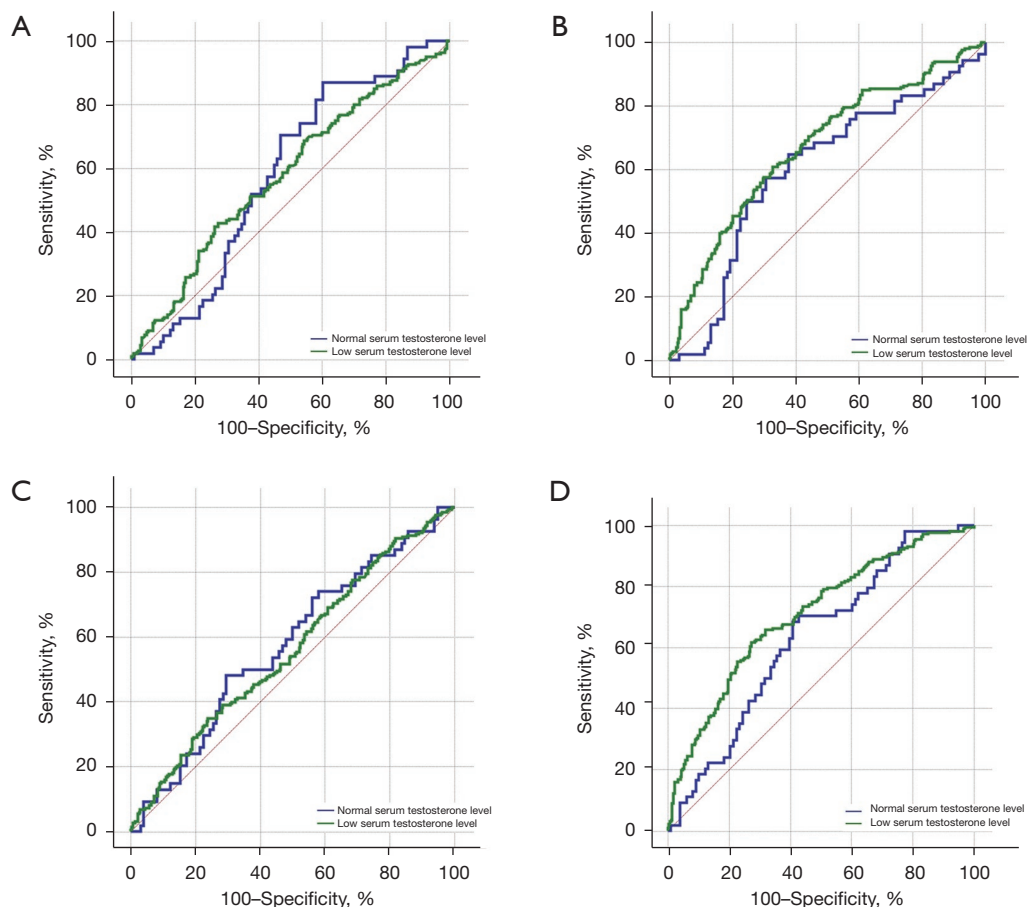 A
Sensitivity, %
100
80
60
40
20
0
Normal serum testosterone level
Low serum testosterone level
0 20 40 60 80 100
100–Specificity, %
B
Sensitivity, %
100
80
60
40
20
0
Normal serum testosterone level
Low serum testosterone level
0 20 40 60 80 100
100–Specificity, %
C
Sensitivity, %
100
80
60
40
20
0
Normal serum testosterone level
Low serum testosterone level
0 20 40 60 80 100
100–Specificity, %
D
Sensitivity, %
100
80
60
40
20
0
Normal serum testosterone level
Low serum testosterone level
0 20 40 60 80 100
100–Specificity, %